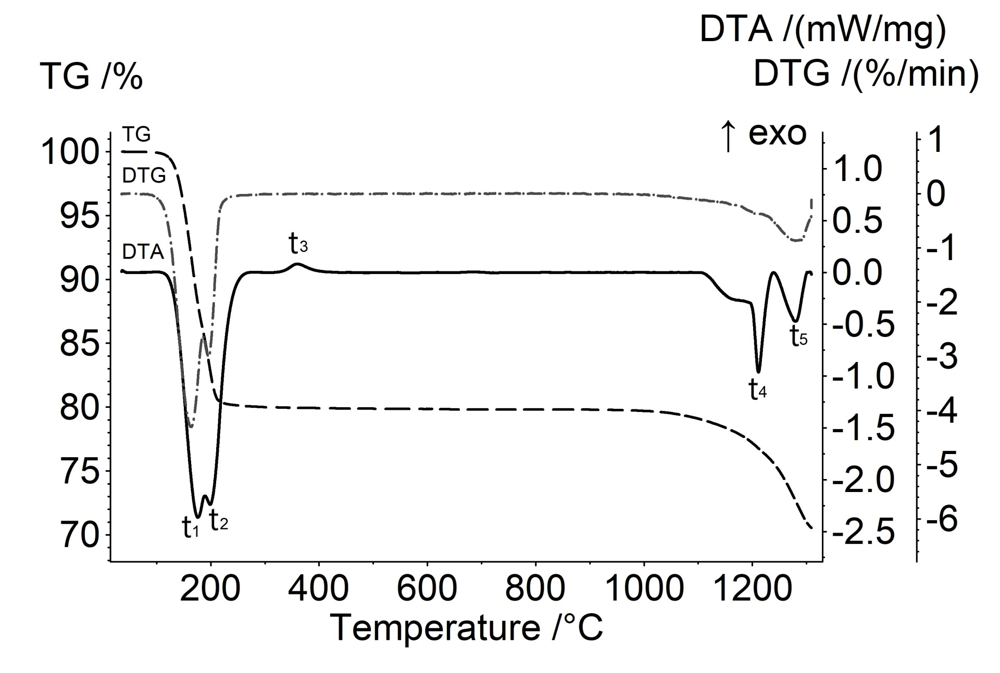 DTA /(mW/mg)
TG /%
DTG /(%/min)
↑ exo
TG
DTG
DTA
100
95
90
85
80
75
70
1.0
0.5
0.0
-0.5
-1.0
-1.5
-2.0
-2.5
1
0
-1
-2
-3
-4
-5
-6
t3
t4
t5
t1
t2
200 400 600 800 1000 1200
Temperature /°C